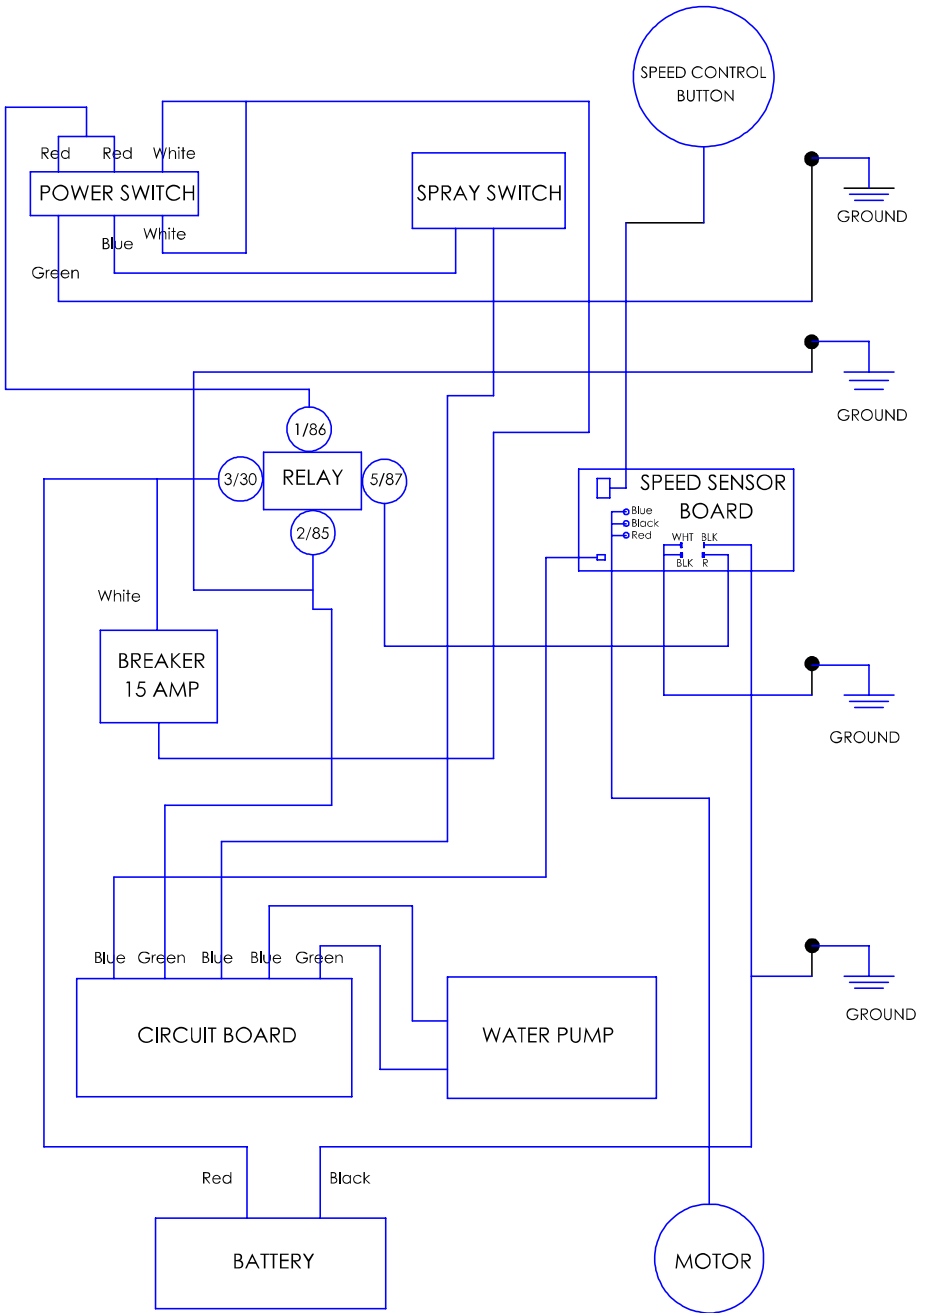 SPEED CONTROL
BUTTON
Red Red White
POWER SWITCH
SPRAY SWITCH
GROUND
White
Blue
Green
GROUND
1/86
3/30
RELAY
5/87
2/85
SPEED SENSOR
BOARD
Blue
Black
Red
WHT BLK
BLK R
White
BREAKER
15 AMP
GROUND
Blue Green Blue Blue Green
GROUND
CIRCUIT BOARD
WATER PUMP
Red
Black
BATTERY
MOTOR